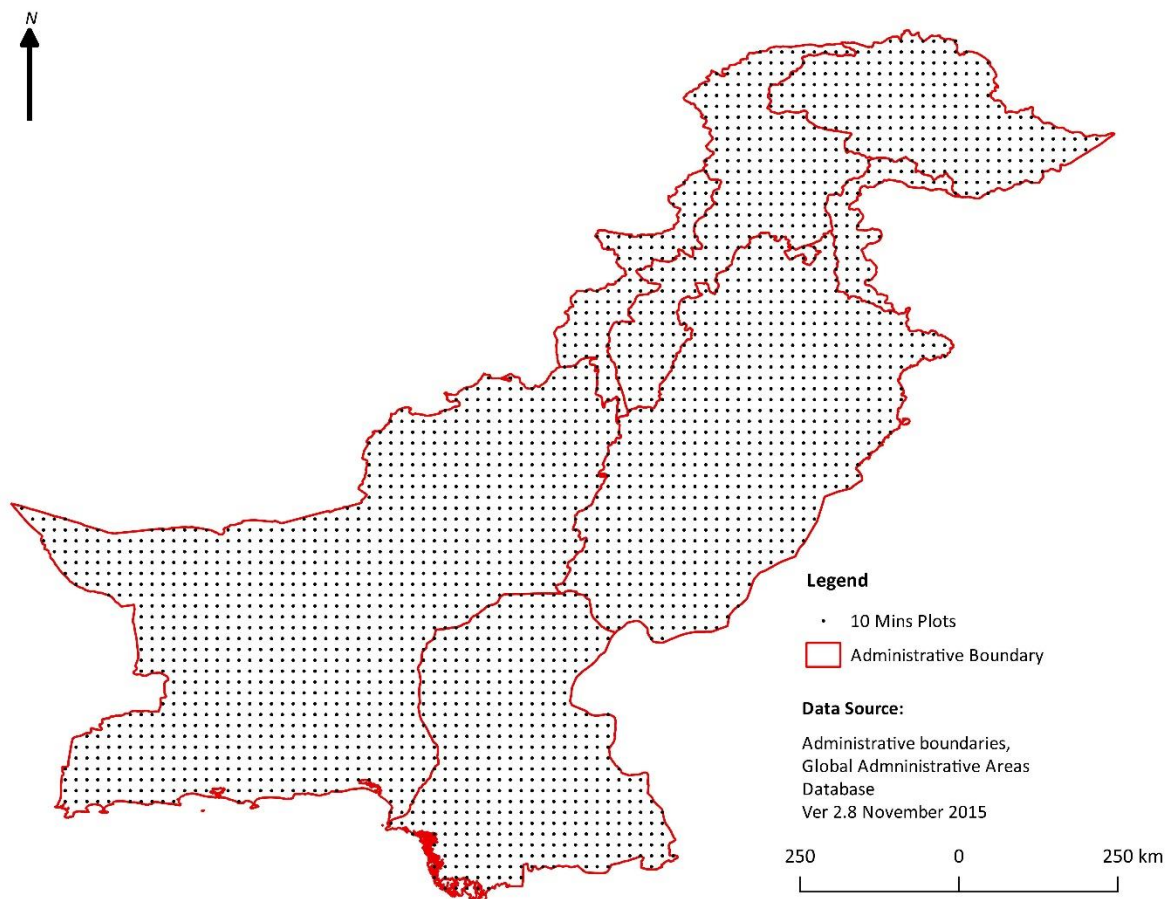 N
Legend
10 Mins Plots
Administrative Boundary
Data Source:
Administrative boundaries,
Global Admninistrative Areas
Database
Ver 2.8 November 2015
250 0 250 km